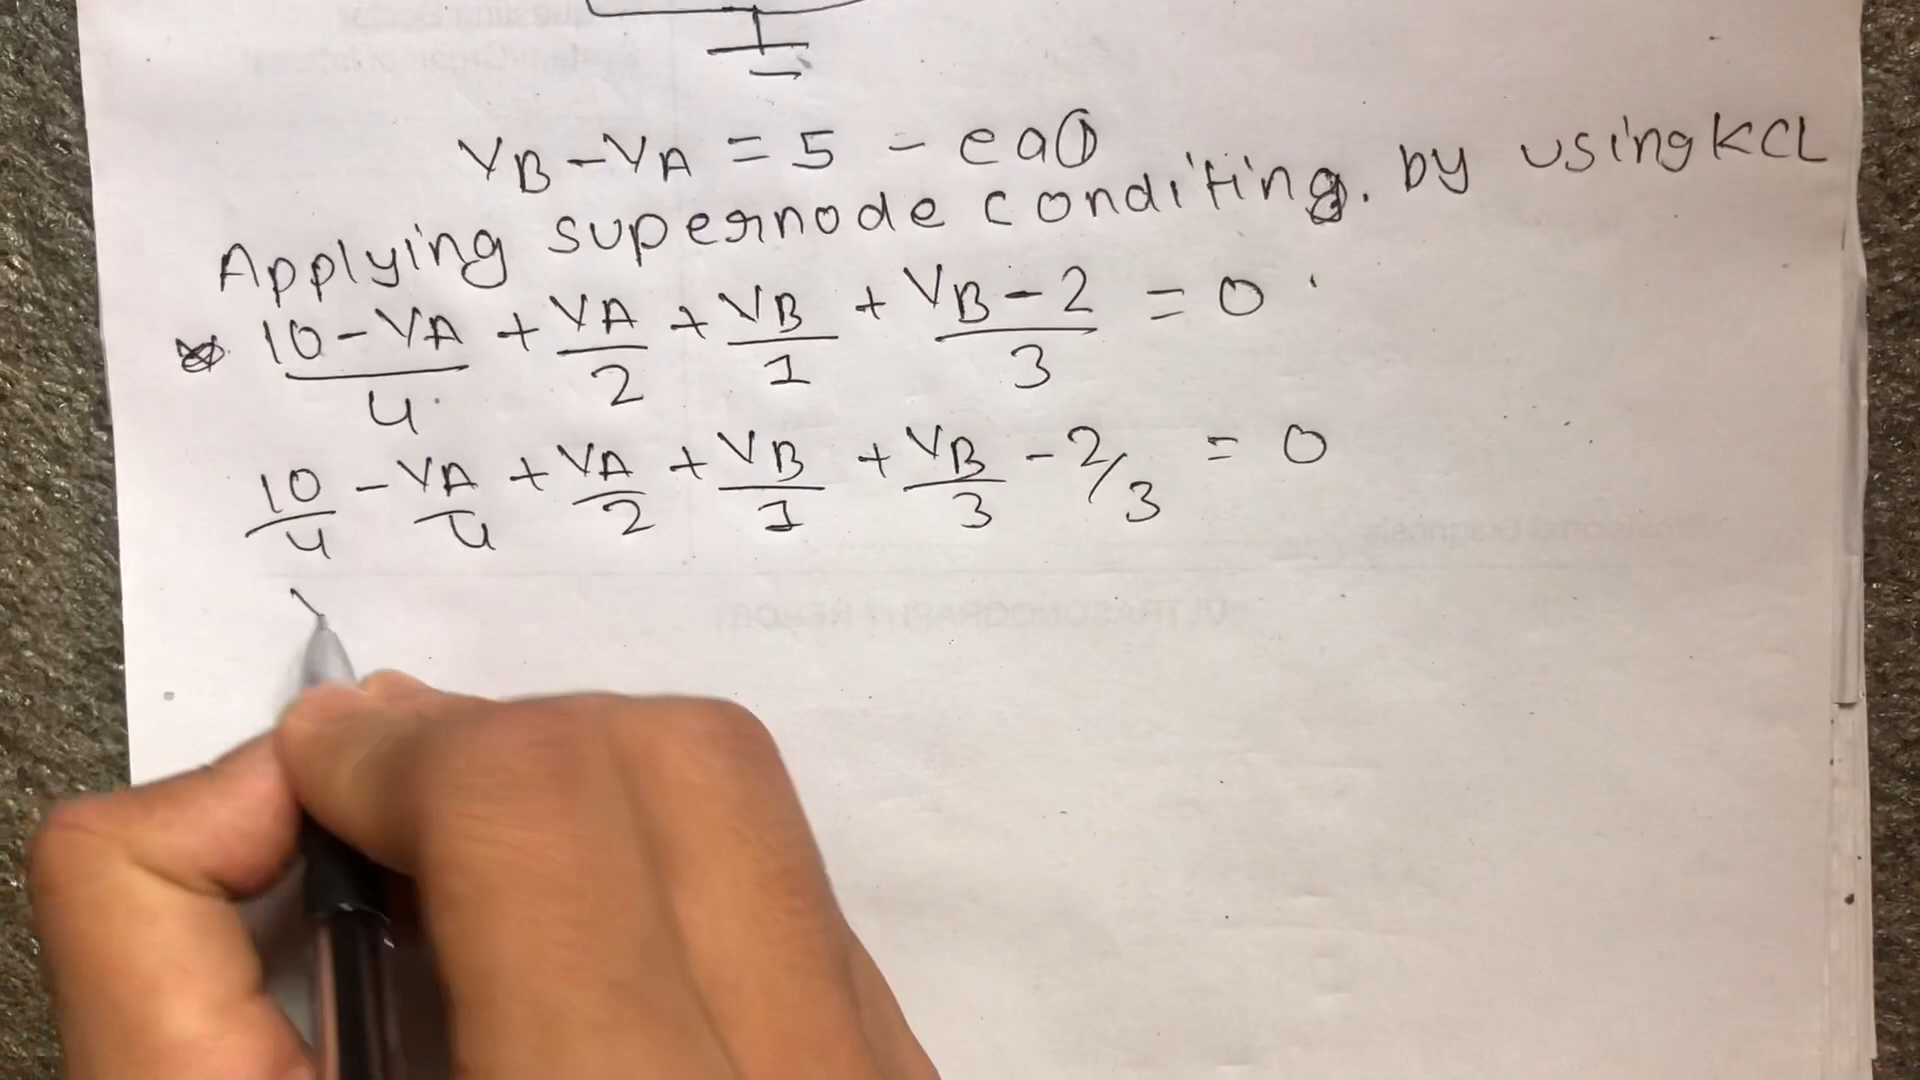 VB - VA = 5 - eq①
Applying supernode conditing. by using KCL
10-VA/4 + VA/2 + VB/1 + VB-2/3 = 0
10/4 - VA/4 + VA/2 + VB/1 + VB/3 - 2/3 = 0